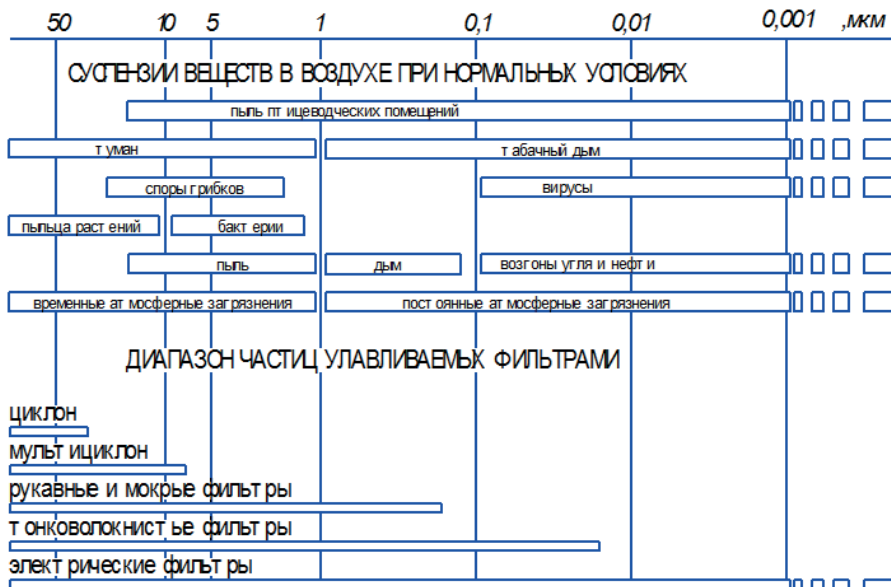 50 10 5 1 0,1 0,01 0,001 ,мкм
СУСПЕНЗИИ ВЕЩЕСТВ В ВОЗДУХЕ ПРИ НОРМАЛЬНЫХ УСЛОВИЯХ
пыль птицеводческих помещений
туман табачный дым
споры грибков вирусы
пыльца растений бактерии
пыль дым возгоны угля и нефти
временные атмосферные загрязнения постоянные атмосферные загрязнения
ДИАПАЗОН ЧАСТИЦ УЛАВЛИВАЕМЫХ ФИЛЬТРАМИ
циклон
мультициклон
рукавные и мокрые фильтры
тонковолокнистье фильтры
электрические фильтры